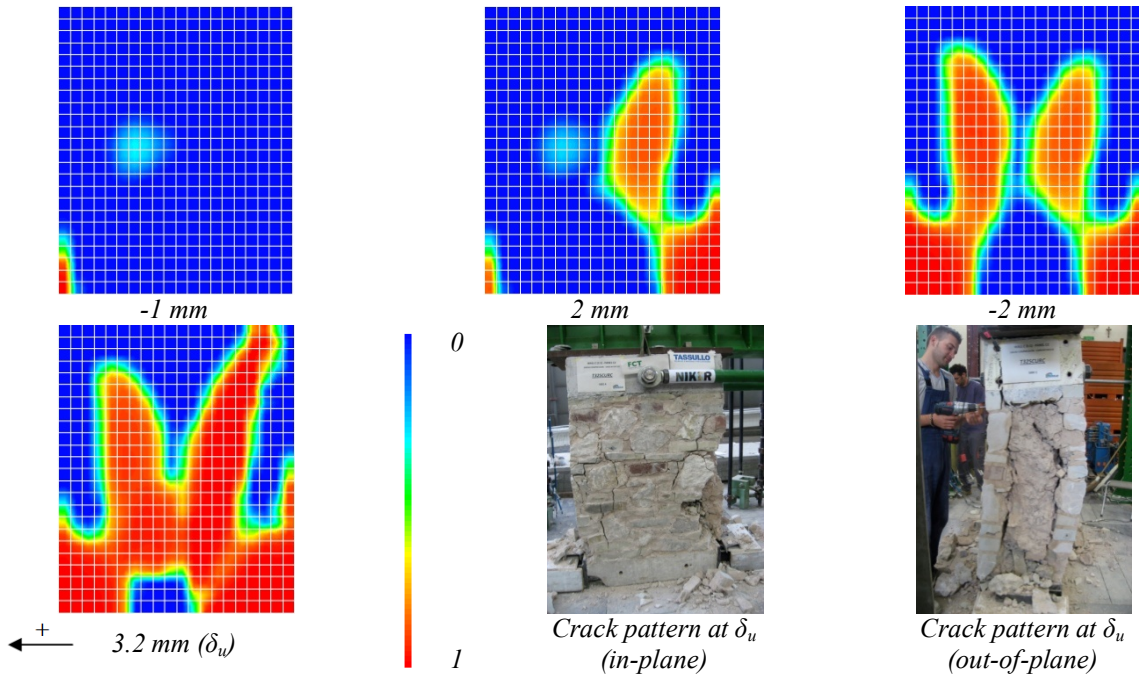 -1 mm
2 mm
-2 mm
0
1
+
3.2 mm (δu)
TASSULLO
NIKER
Crack pattern at δu
(in-plane)
Crack pattern at δu
(out-of-plane)